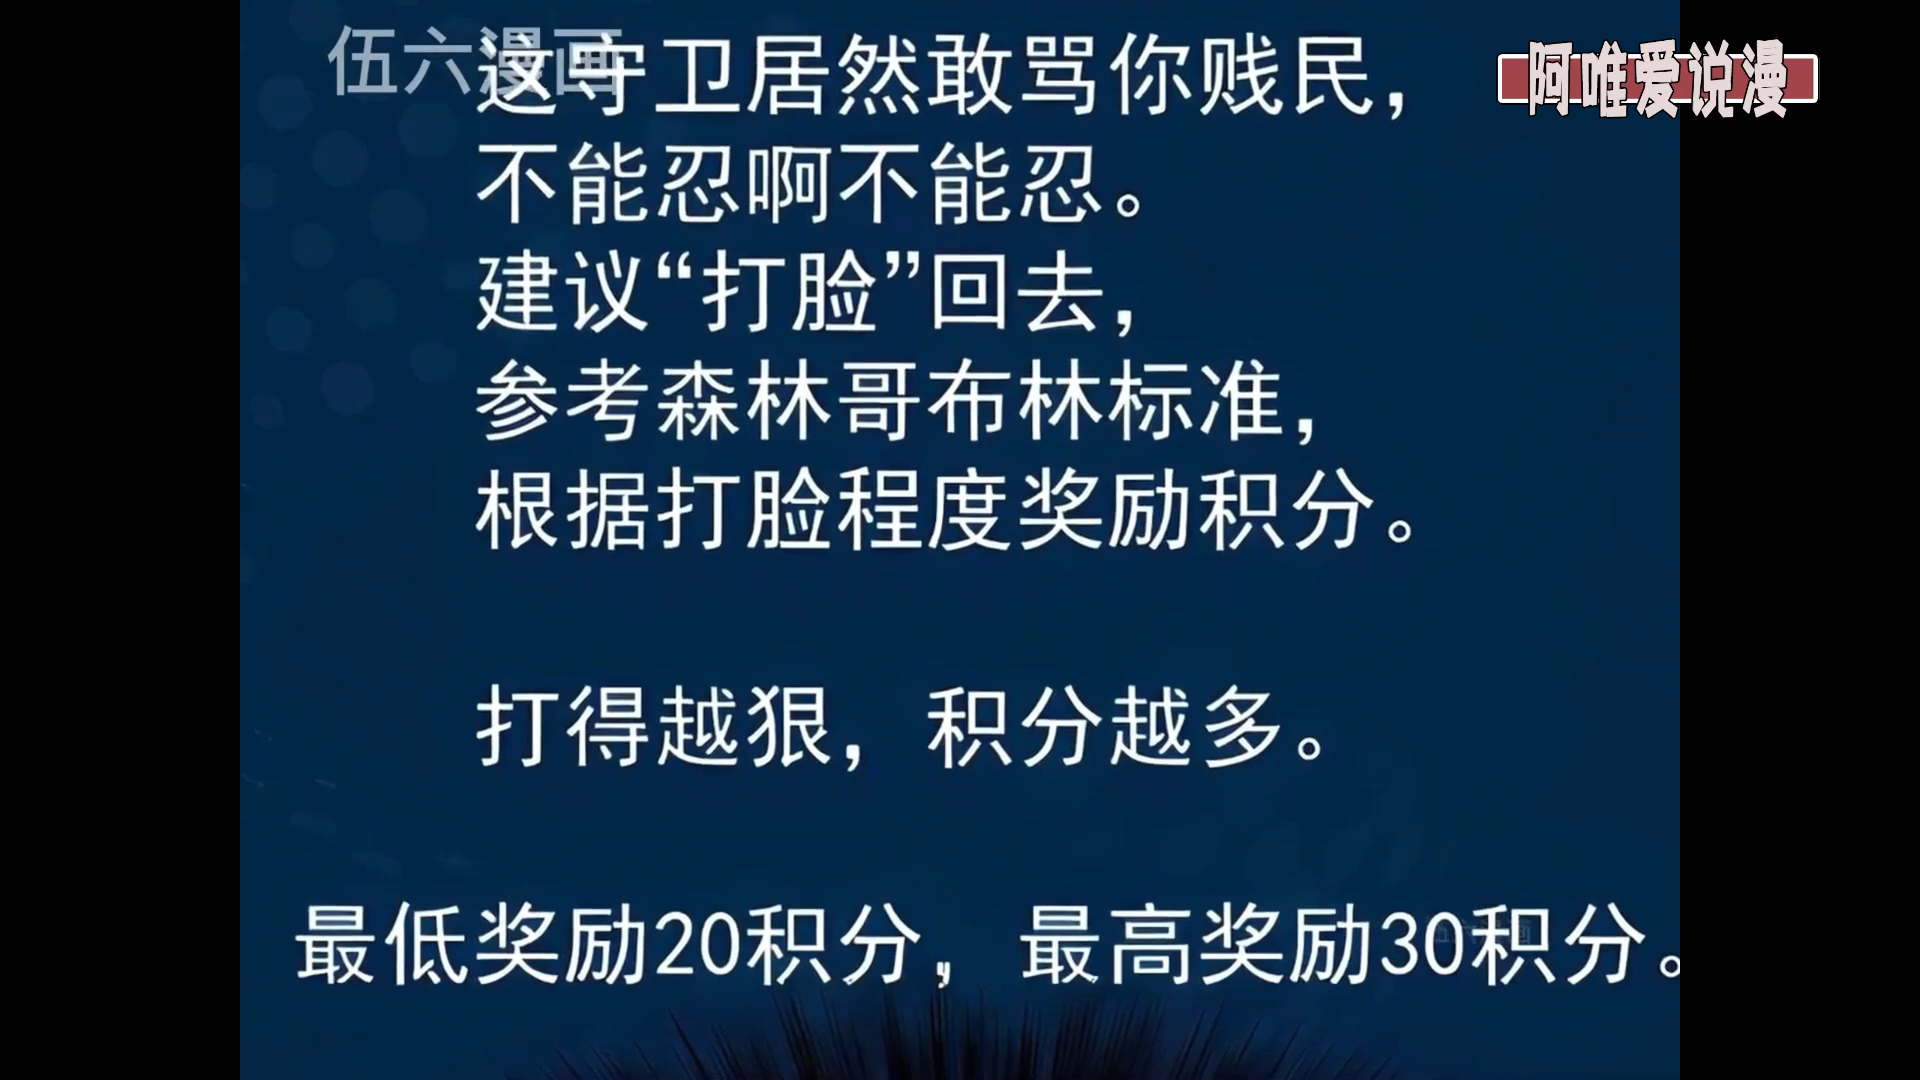 伍六漫画
阿唯爱说漫
这守卫居然敢骂你贱民，
不能忍啊不能忍。
建议“打脸”回去，
参考森林哥布林标准，
根据打脸程度奖励积分。
打得越狠，积分越多。
最低奖励20积分，最高奖励30积分。